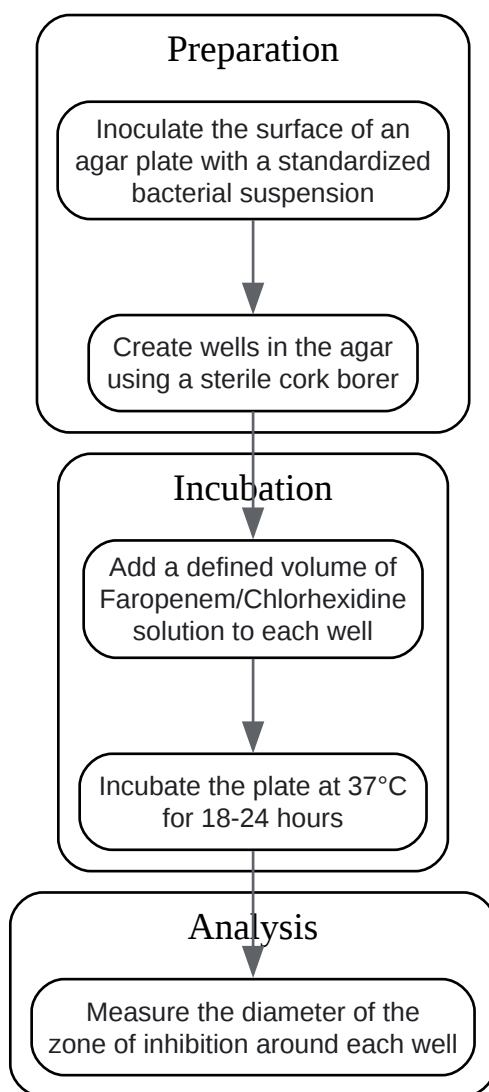 Preparation
Inoculate the surface of an
agar plate with a standardized
bacterial suspension
Create wells in the agar
using a sterile cork borer
Incubation
Add a defined volume of
Faropenem/Chlorhexidine
solution to each well
Incubate the plate at 37°C
for 18-24 hours
Analysis
Measure the diameter of the
zone of inhibition around each well